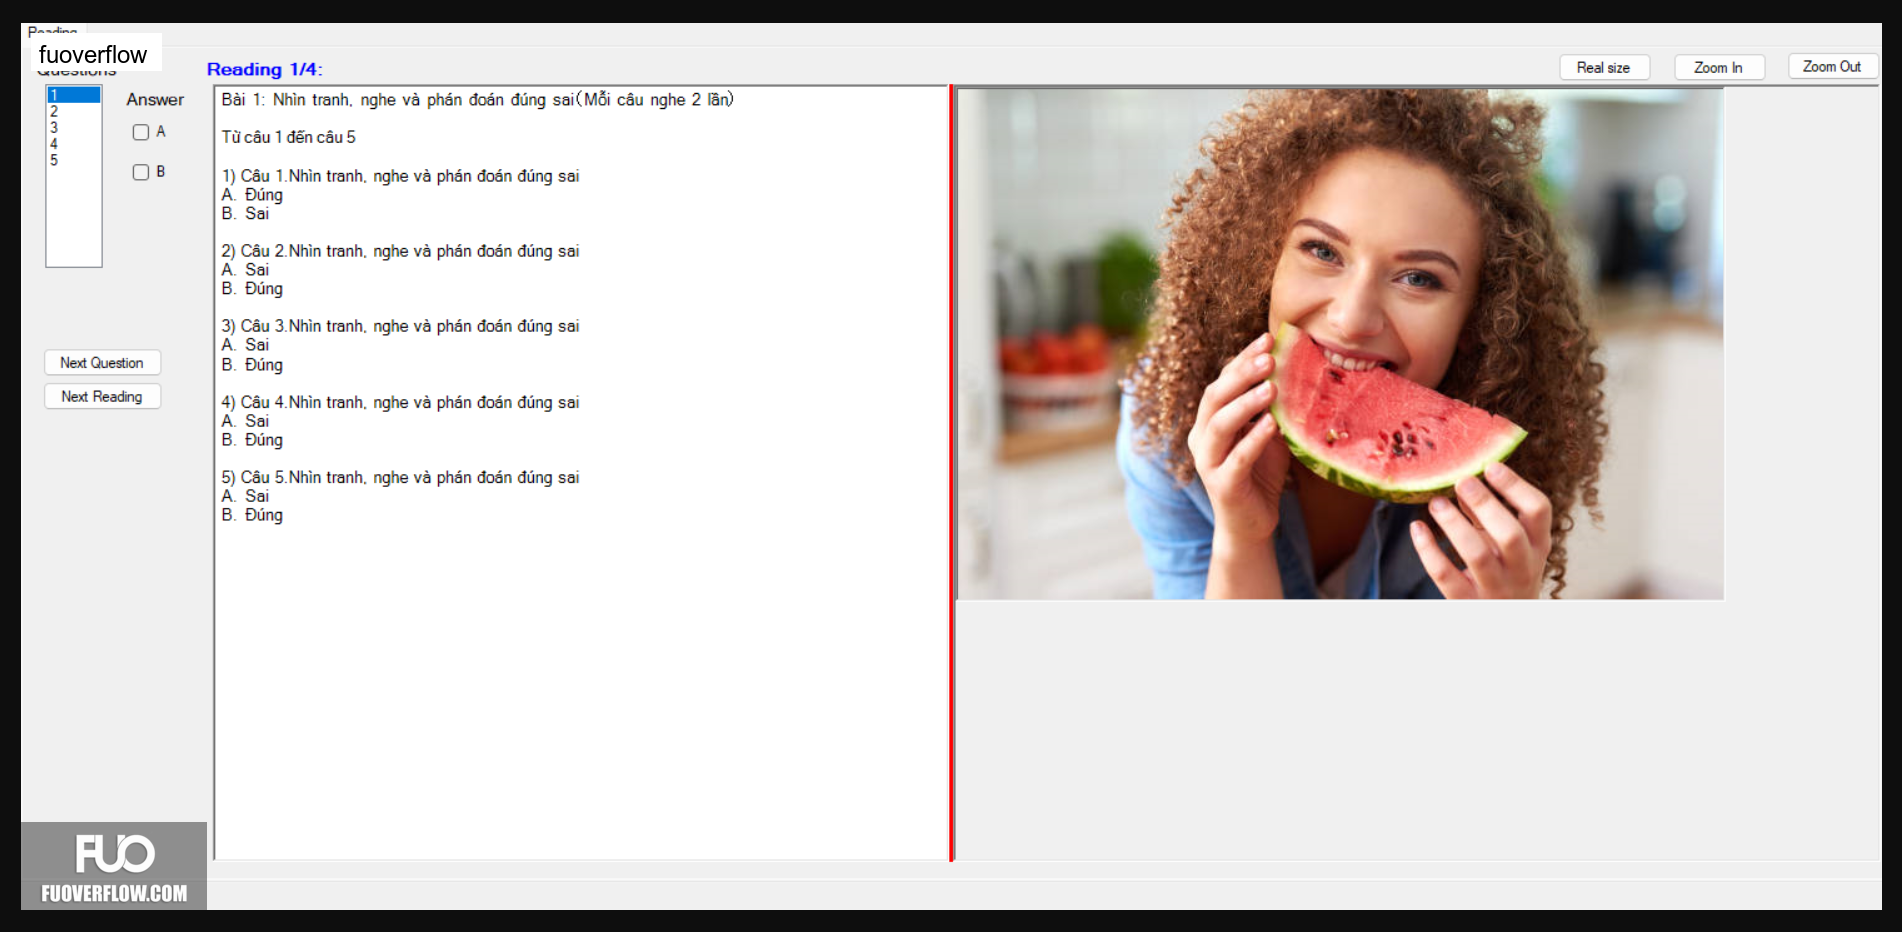 Reading
fuoverflow
Questions
Reading 1/4:
Real size
Zoom In
Zoom Out
1
2
3
4
5
Answer
A
B
Next Question
Next Reading
Bài 1: Nhìn tranh, nghe và phán đoán đúng sai(Mỗi câu nghe 2 lần)
Từ câu 1 đến câu 5
1) Câu 1.Nhìn tranh, nghe và phán đoán đúng sai
A. Đúng
B. Sai
2) Câu 2.Nhìn tranh, nghe và phán đoán đúng sai
A. Sai
B. Đúng
3) Câu 3.Nhìn tranh, nghe và phán đoán đúng sai
A. Sai
B. Đúng
4) Câu 4.Nhìn tranh, nghe và phán đoán đúng sai
A. Sai
B. Đúng
5) Câu 5.Nhìn tranh, nghe và phán đoán đúng sai
A. Sai
B. Đúng
FUO
FUOVERFLOW.COM